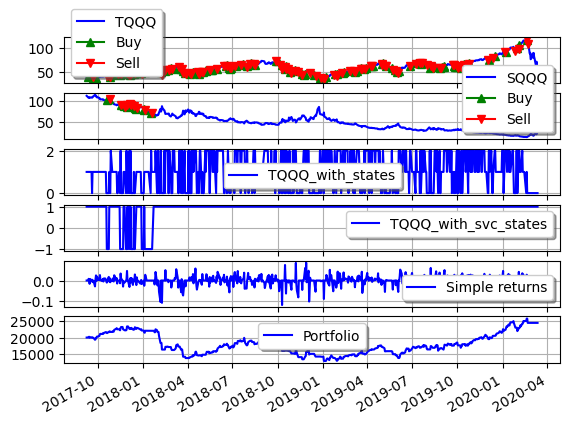 TQQQ
Buy
Sell
100
50
SQQQ
Buy
Sell
100
50
2
0
TQQQ_with_states
1
0
−1
TQQQ_with_svc_states
0.0
−0.1
Simple returns
25000
20000
15000
Portfolio
2017-10 2018-01 2018-04 2018-07 2018-10 2019-01 2019-04 2019-07 2019-10 2020-01 2020-04